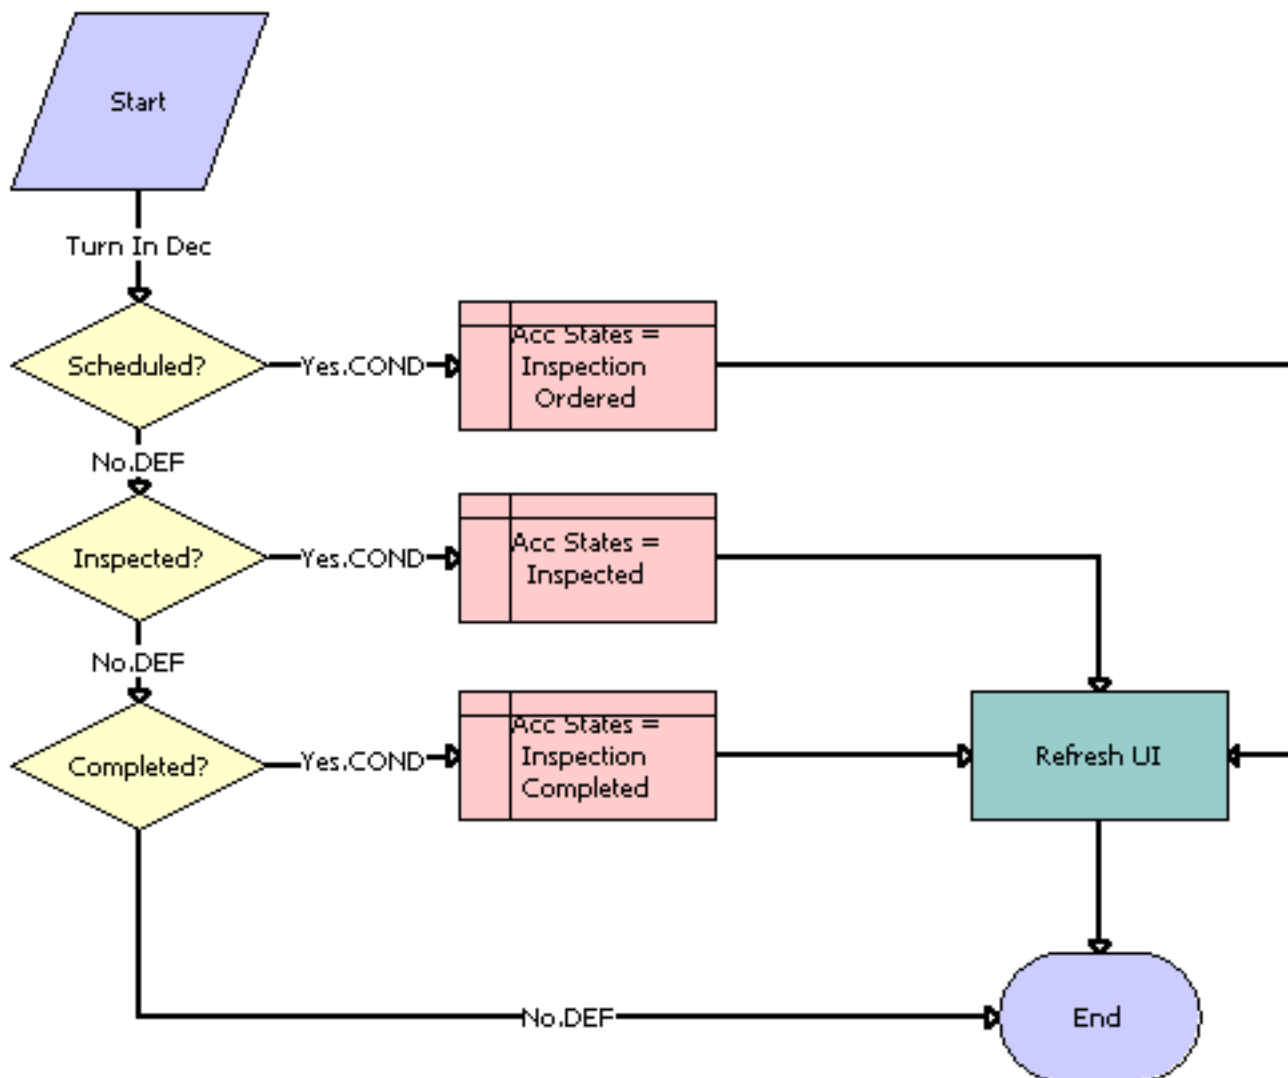 Start
Turn In Dec
Scheduled?
Yes.COND
Acc States =
Inspection
Ordered
No.DEF
Inspected?
Yes.COND
Acc States =
Inspected
No.DEF
Completed?
Yes.COND
Acc States =
Inspection
Completed
Refresh UI
No.DEF
End